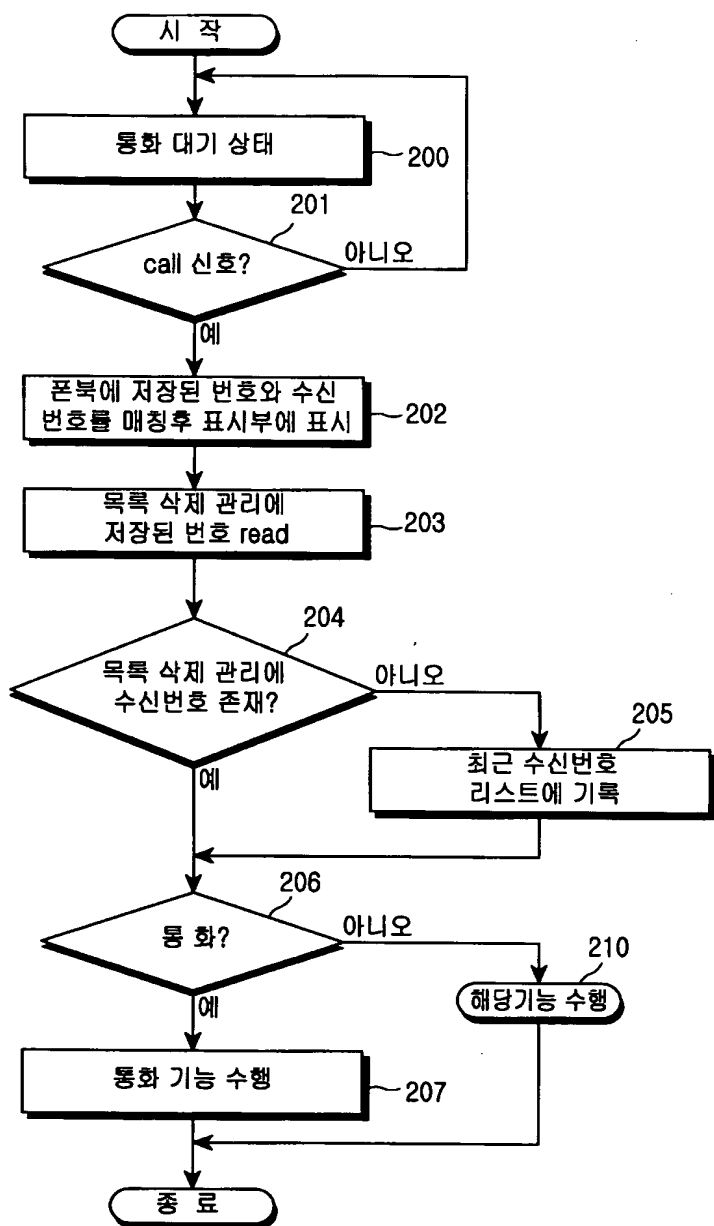 시 작
통화 대기 상태
200
201
call 신호?
아니오
예
폰북에 저장된 번호와 수신
번호를 매칭후 표시부에 표시
202
목록 삭제 관리에
저장된 번호 read
203
204
목록 삭제 관리에
수신번호 존재?
아니오
예
205
최근 수신번호
리스트에 기록
206
통 화?
아니오
예
210
해당기능 수행
통화 기능 수행
207
종 료